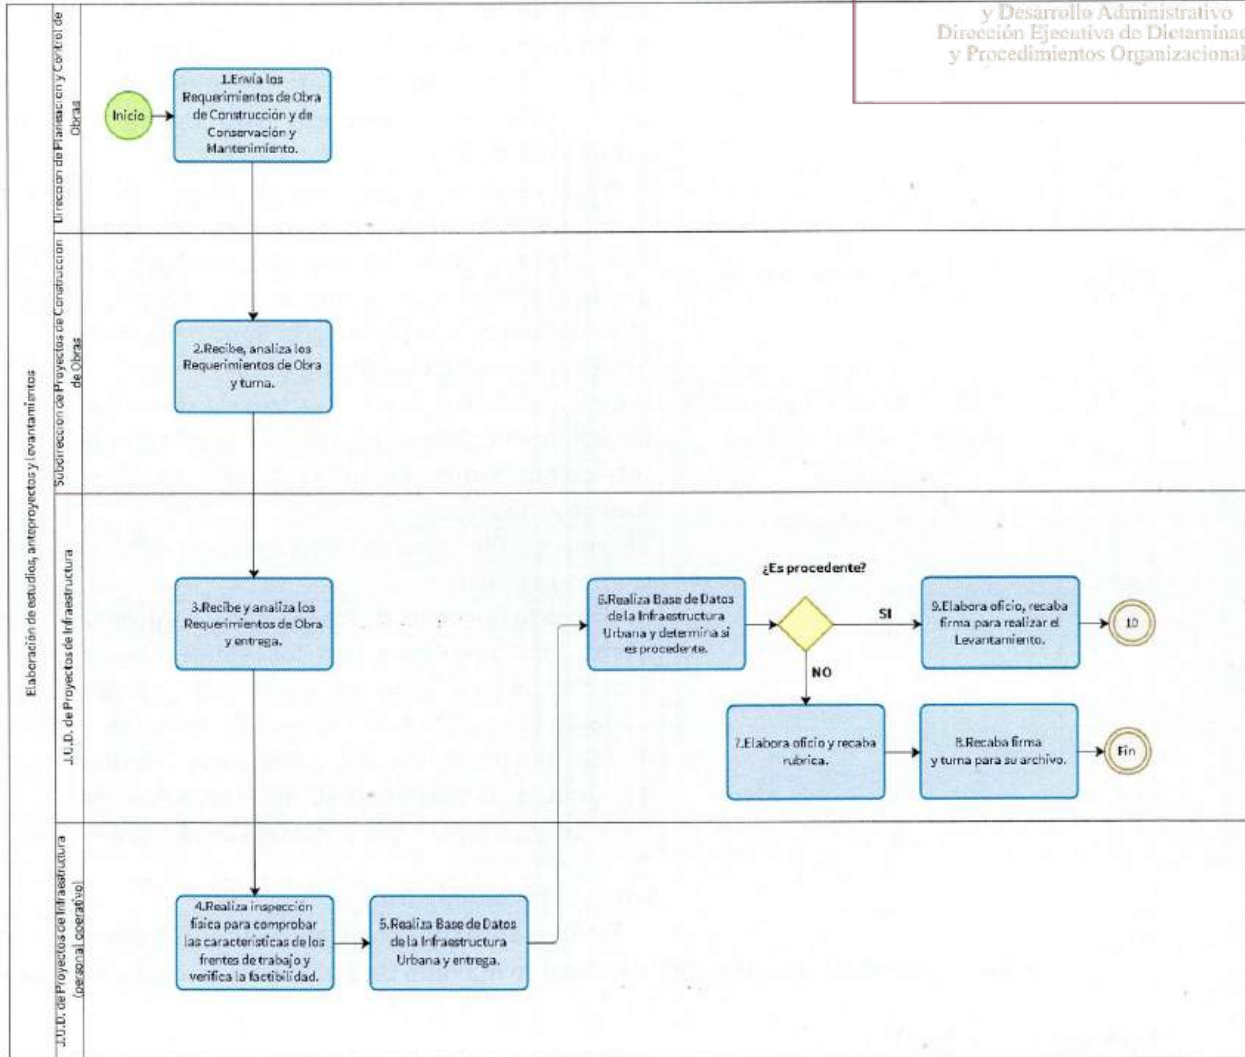 y Desarrollo Administrativo
Dirección Ejecutiva de Dictaminac
y Procedimientos Organizacional
Elaboración de estudios, anteproyectos y levantamientos
Dirección de Planeación y Control de
Obras
Inicio
1.Envía los
Requerimientos de Obra
de Construcción y de
Conservación y
Mantenimiento.
Subdirección de Proyectos de Construcción
de Obras
2.Recibe, analiza los
Requerimientos de Obra
y turna.
J.U.D. de Proyectos de Infraestructura
3.Recibe y analiza los
Requerimientos de Obra
y entrega.
6.Realiza Base de Datos
de la Infraestructura
Urbana y determina si
es procedente.
¿Es procedente?
SI
9.Elabora oficio, recaba
firma para realizar el
Levantamiento.
10
NO
7.Elabora oficio y recaba
rubrica.
8.Recaba firma
y turna para su archivo.
Fin
J.U.D. de Proyectos de Infraestructura
(personal operativo)
4.Realiza inspección
física para comprobar
las características de los
frentes de trabajo y
verifica la factibilidad.
5.Realiza Base de Datos
de la Infraestructura
Urbana y entrega.